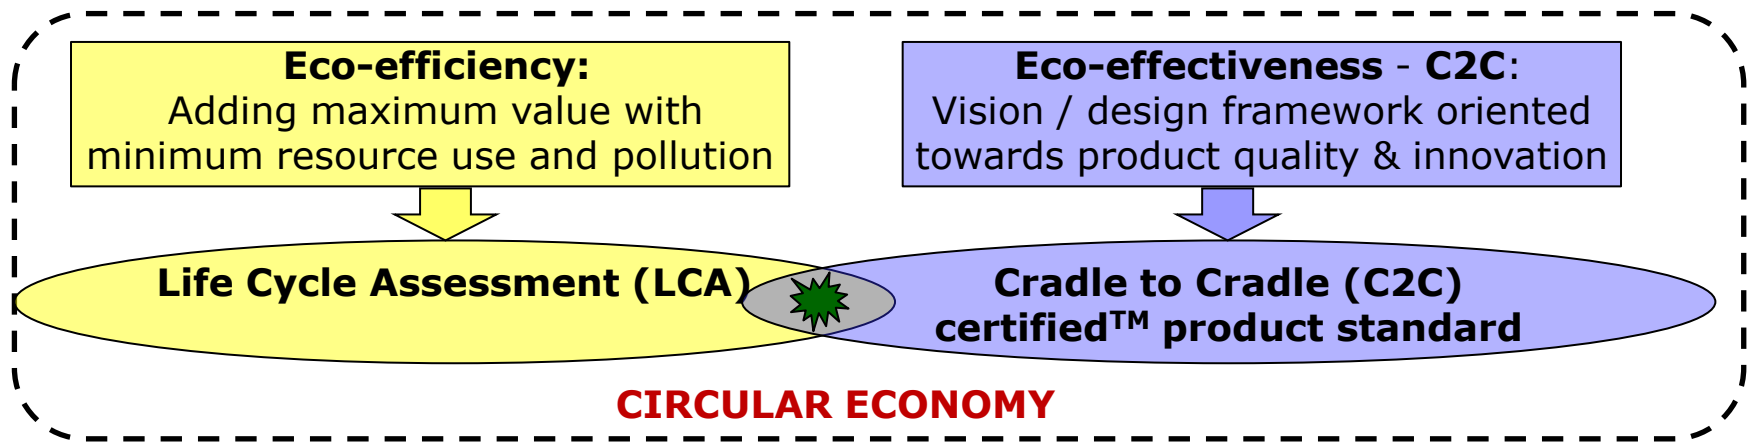 Eco-efficiency:
Adding maximum value with
minimum resource use and pollution
Eco-effectiveness - C2C:
Vision / design framework oriented
towards product quality & innovation
Life Cycle Assessment (LCA)
Cradle to Cradle (C2C)
certifiedTM product standard
CIRCULAR ECONOMY